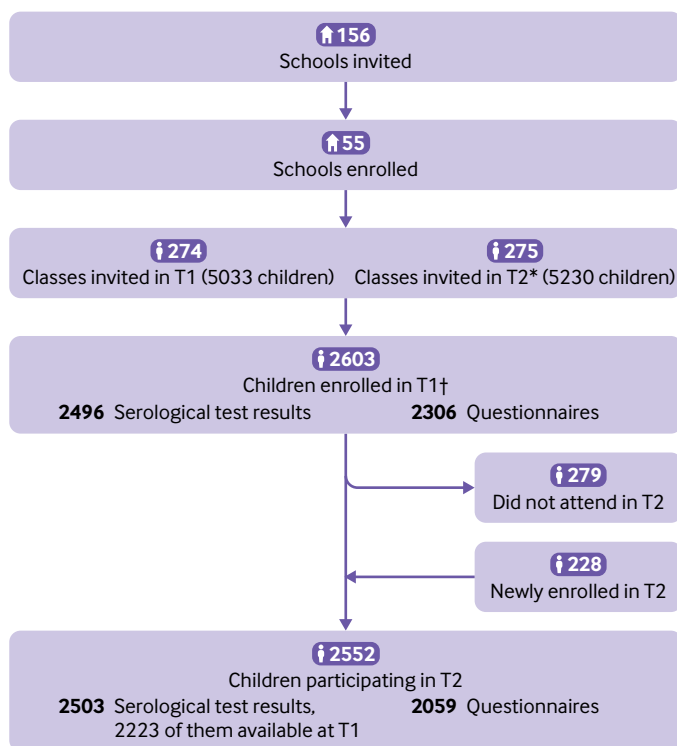 156
Schools invited
55
Schools enrolled
274
Classes invited in T1 (5033 children)
275
Classes invited in T2* (5230 children)
2603
Children enrolled in T1†
2496 Serological test results
2306 Questionnaires
279
Did not attend in T2
228
Newly enrolled in T2
2552
Children participating in T2
2503 Serological test results,
2223 of them available at T1
2059 Questionnaires